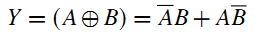 Y = (A ⊕ B) = A̅B + AB̅